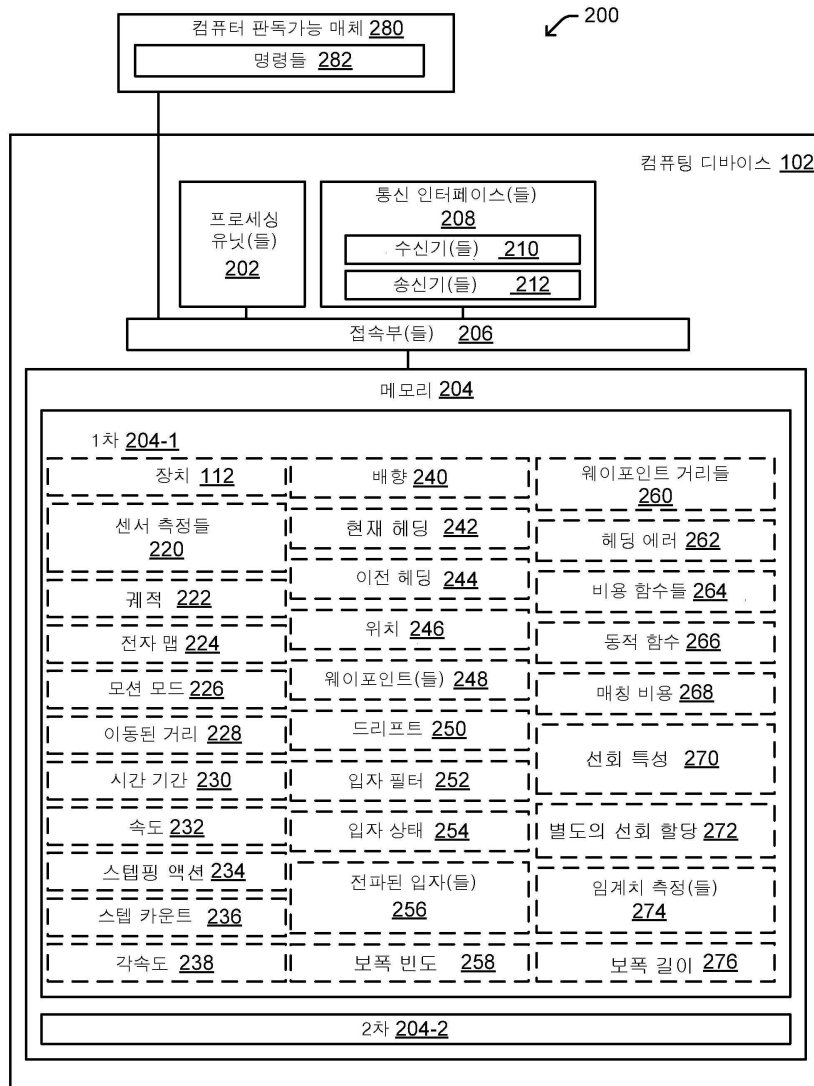 200
컴퓨터 판독가능 매체 280
명령들 282
컴퓨팅 디바이스 102
프로세싱
유닛(들)
202
통신 인터페이스(들)
208
수신기(들) 210
송신기(들) 212
접속부(들) 206
메모리 204
1차 204-1
장치 112
센서 측정들
220
궤적 222
전자 맵 224
모션 모드 226
이동된 거리 228
시간 기간 230
속도 232
스텝핑 액션 234
스텝 카운트 236
각속도 238
배향 240
현재 헤딩 242
이전 헤딩 244
위치 246
웨이포인트(들) 248
드리프트 250
입자 필터 252
입자 상태 254
전파된 입자(들)
256
보폭 빈도 258
웨이포인트 거리들
260
헤딩 에러 262
비용 함수들 264
동적 함수 266
매칭 비용 268
선회 특성 270
별도의 선회 할당 272
임계치 측정(들)
274
보폭 길이 276
2차 204-2